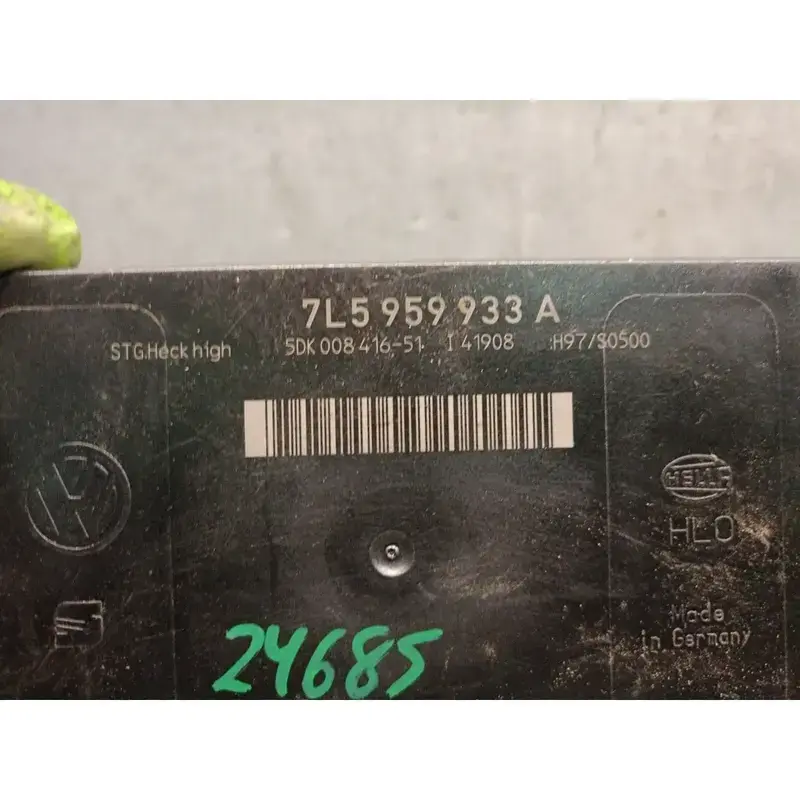 7L5 959 933 A
STG.Heck high 5DK 008 416-51 I 41908 :H97/S0500
HELLA
HLO
Made
in Germany
24685